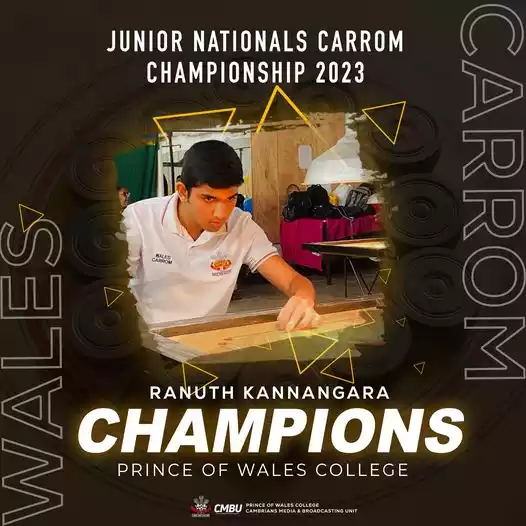 JUNIOR NATIONALS CARROM
CHAMPIONSHIP 2023
CARROM
WALES
WALES
CARROM
RANUTH KANNANGARA
CHAMPIONS
PRINCE OF WALES COLLEGE
CMBU
PRINCE OF WALES COLLEGE
CAMBRIANS MEDIA & BROADCASTING UNIT